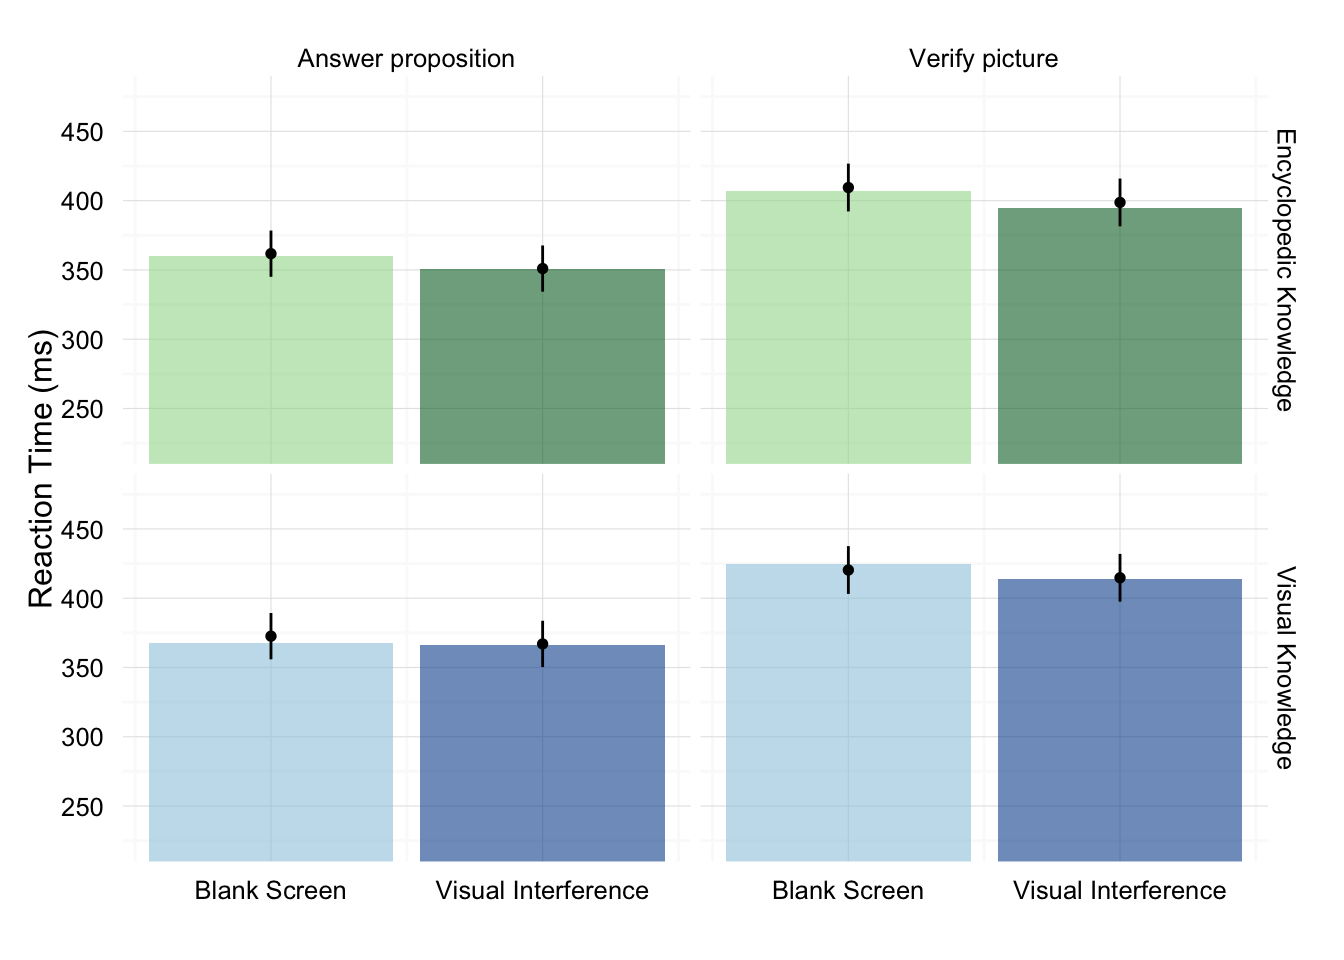 Answer proposition
Verify picture
450
400
350
300
250
Encyclopedic Knowledge
Reaction Time (ms)
450
400
350
300
250
Visual Knowledge
Blank Screen
Visual Interference
Blank Screen
Visual Interference